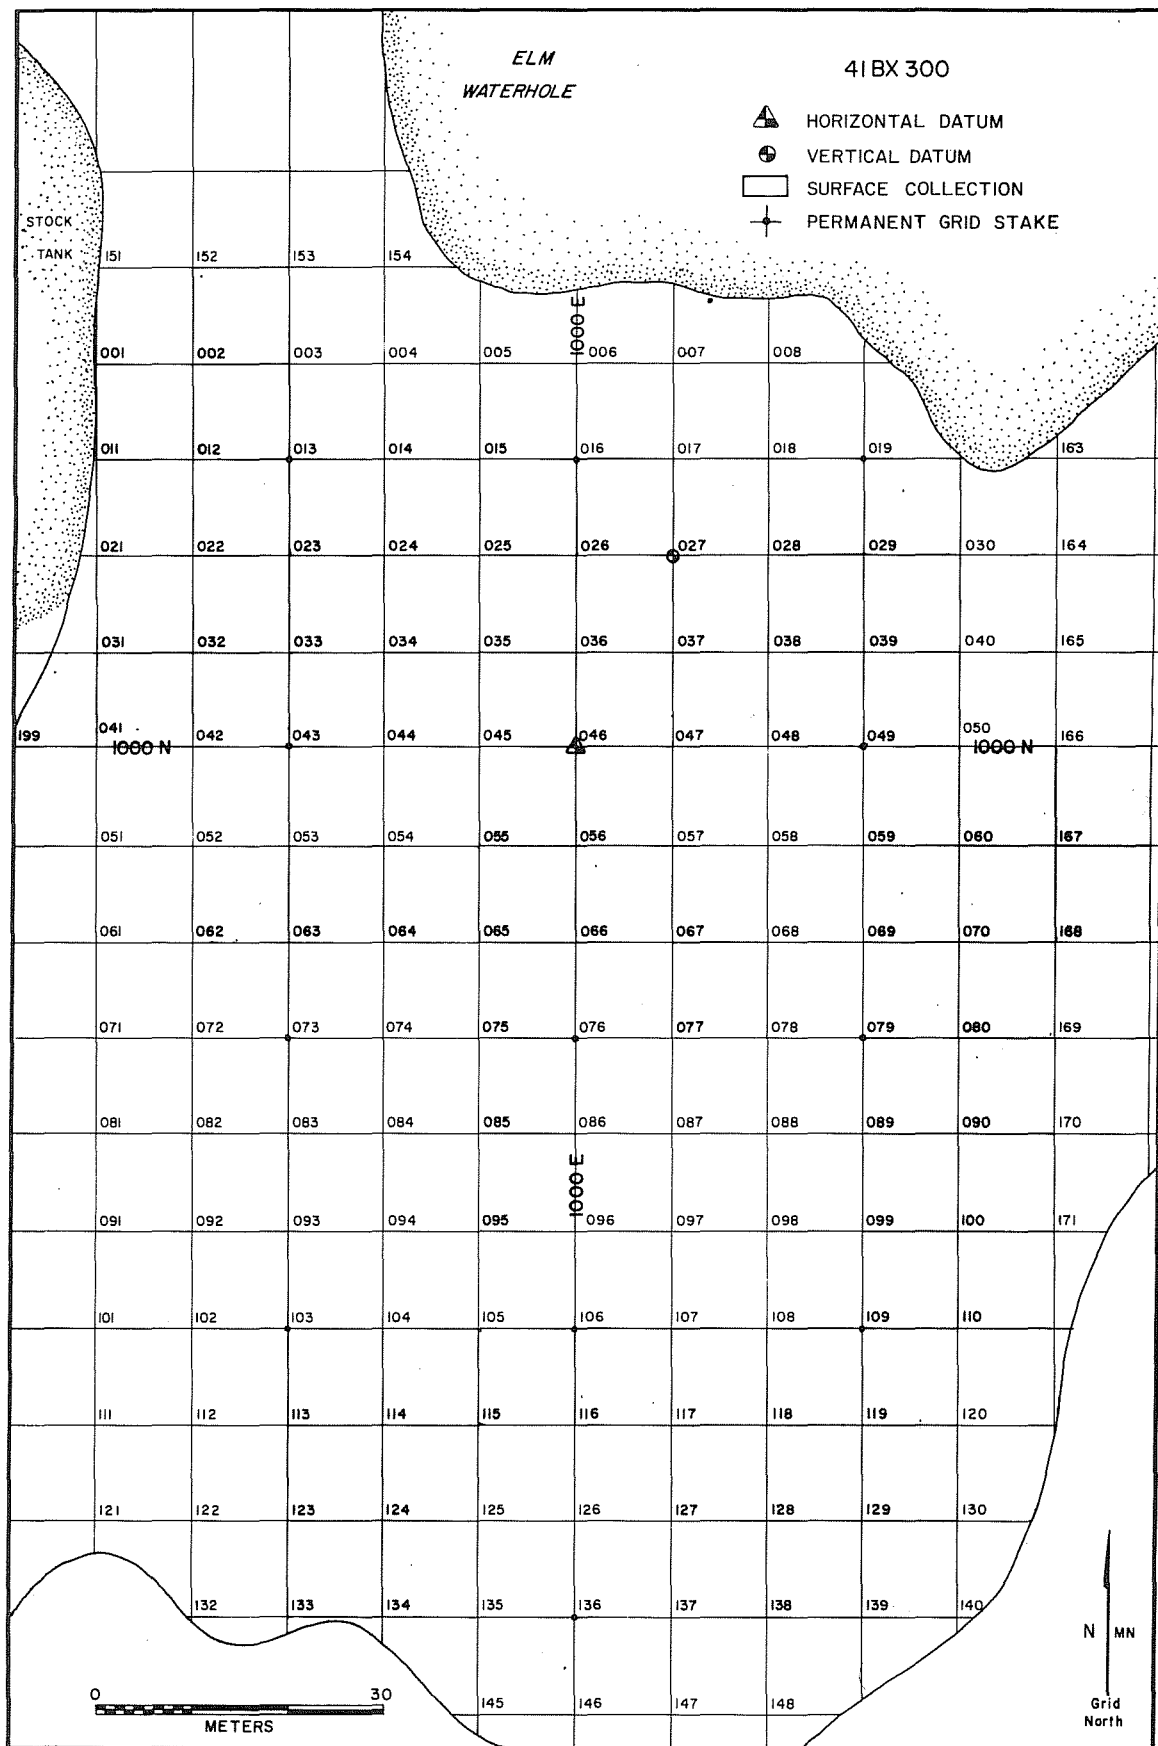 ELM
WATERHOLE
41 BX 300
HORIZONTAL DATUM
VERTICAL DATUM
SURFACE COLLECTION
PERMANENT GRID STAKE
STOCK
TANK
151 152 153 154
1000 E
001 002 003 004 005 006 007 008
011 012 013 014 015 016 017 018 019 163
021 022 023 024 025 026 027 028 029 030 164
031 032 033 034 035 036 037 038 039 040 165
199 041 042 043 044 045 046 047 048 049 050 166
1000 N 1000 N
051 052 053 054 055 056 057 058 059 060 167
061 062 063 064 065 066 067 068 069 070 168
071 072 073 074 075 076 077 078 079 080 169
081 082 083 084 085 086 087 088 089 090 170
1000 E
091 092 093 094 095 096 097 098 099 100 171
101 102 103 104 105 106 107 108 109 110
111 112 113 114 115 116 117 118 119 120
121 122 123 124 125 126 127 128 129 130
132 133 134 135 136 137 138 139 140
N MN
0 30
METERS
145 146 147 148
Grid
North